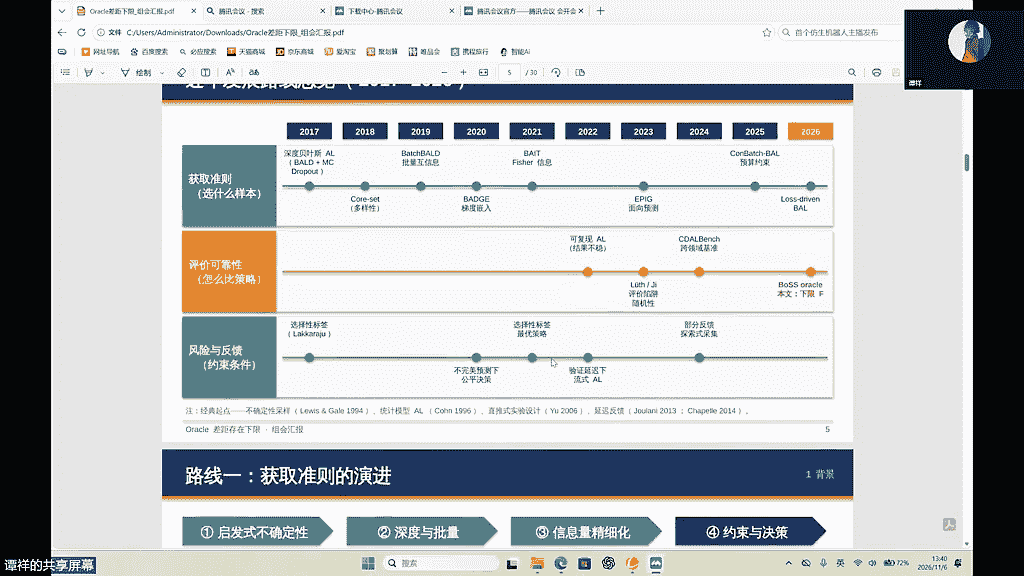 Oracle差距下限_组会汇报.pdf
腾讯会议 - 搜索
下载中心-腾讯会议
腾讯会议官方——腾讯会议 会开会
文件 C:/Users/Administrator/Downloads/Oracle差距下限_组会汇报.pdf
首个仿生机器人主播发布
网址导航 百度搜索 必应搜索 天猫商城 京东商城 爱淘宝 聚划算 唯品会 携程旅行 智能Ai
绘制
5 / 30
谭祥
2017 2018 2019 2020 2021 2022 2023 2024 2025 2026
获取准则
（选什么样本）
深度贝叶斯 AL
（BALD + MC
Dropout）
Core-set
（多样性）
BatchBALD
批量互信息
BADGE
梯度嵌入
BAIT
Fisher 信息
EPIG
面向预测
ConBatch-BAL
预算约束
Loss-driven
BAL
评价可靠性
（怎么比策略）
可复现 AL
（结果不稳）
Lüth / Ji
评价陷阱
随机性
CDALBench
跨领域基准
BoSS oracle
本文：下限 F
风险与反馈
（约束条件）
选择性标签
（Lakkaraju）
不完美预测下
公平决策
选择性标签
最优策略
验证延迟下
流式 AL
部分反馈
探索式采集
注：经典起点——不确定性采样（Lewis & Gale 1994）、统计模型 AL（Cohn 1996）、直推式实验设计（Yu 2006）、延迟反馈（Joulani 2013；Chapelle 2014）。
Oracle 差距存在下限 · 组会汇报
5
路线一：获取准则的演进
1 背景
① 启发式不确定性
② 深度与批量
③ 信息量精细化
④ 约束与决策
谭祥的共享屏幕
搜索
英
72%
13:40
2026/11/6